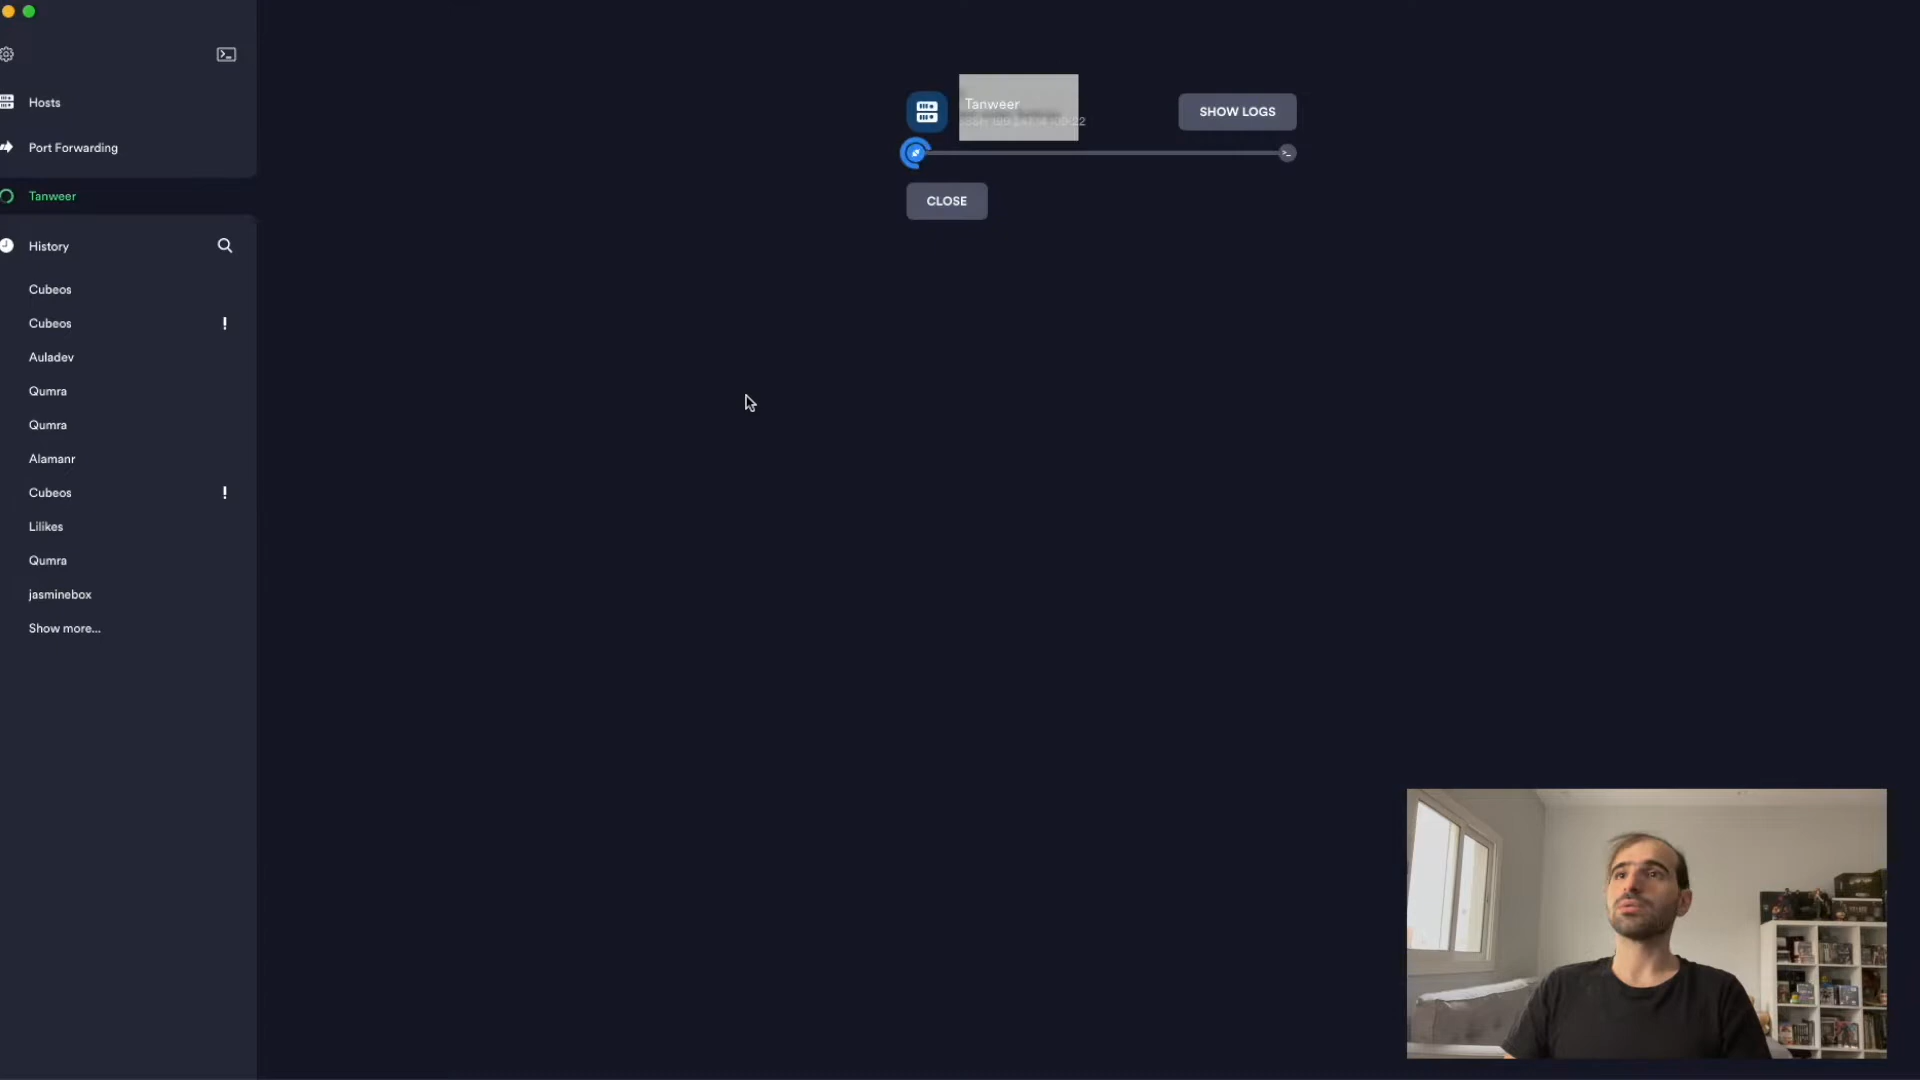 Hosts
Port Forwarding
Tanweer
History
Cubeos
Cubeos !
Auladev
Qumra
Qumra
Alamanr
Cubeos !
Lilikes
Qumra
jasminebox
Show more...
Tanweer
SHOW LOGS
CLOSE